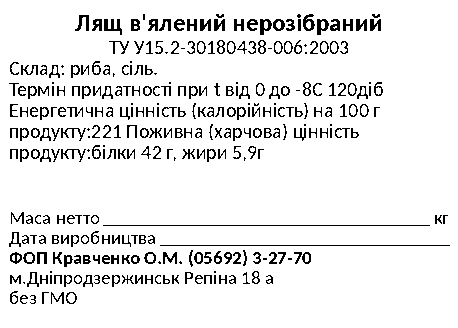 Лящ в'ялений нерозібраний
ТУ У15.2-30180438-006:2003
Склад: риба, сіль.
Термін придатності при t від 0 до -8С 120діб
Енергетична цінність (калорійність) на 100 г
продукту:221 Поживна (харчова) цінність
продукту:білки 42 г, жири 5,9г
Маса нетто ______________________________ кг
Дата виробництва __________________________
ФОП Кравченко О.М. (05692) 3-27-70
м.Дніпродзержинськ Репіна 18 а
без ГМО